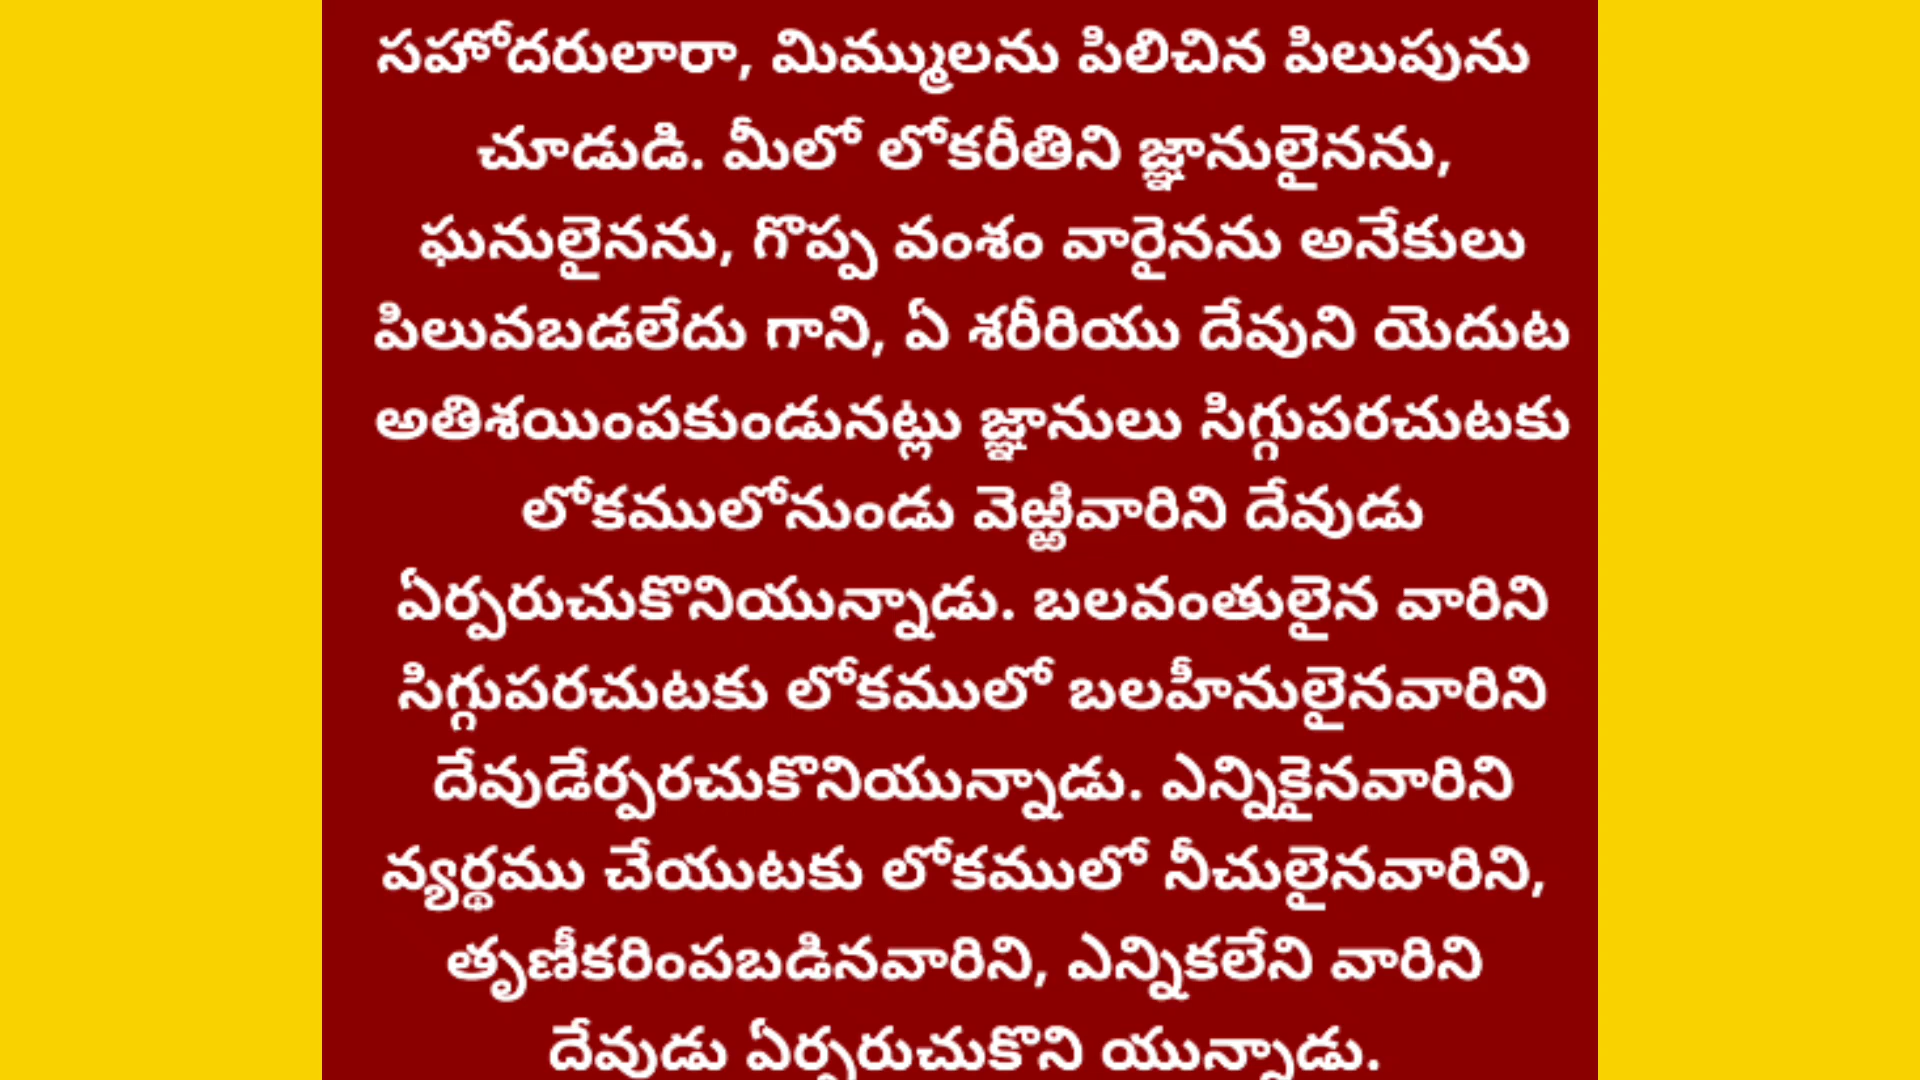 సహోదరులారా, మిమ్ములను పిలిచిన పిలుపును
చూడుడి. మీలో లోకరీతిని జ్ఞానులైనను,
ఘనులైనను, గొప్ప వంశం వారైనను అనేకులు
పిలువబడలేదు గాని, ఏ శరీరియు దేవుని యెదుట
అతిశయింపకుండునట్లు జ్ఞానులు సిగ్గుపరచుటకు
లోకములోనుండు వెఱ్ఱివారిని దేవుడు
ఏర్పరుచుకొనియున్నాడు. బలవంతులైన వారిని
సిగ్గుపరచుటకు లోకములో బలహీనులైనవారిని
దేవుడేర్పరచుకొనియున్నాడు. ఎన్నికైనవారిని
వ్యర్థము చేయుటకు లోకములో నీచులైనవారిని,
తృణీకరింపబడినవారిని, ఎన్నికలేని వారిని
దేవుడు ఏర్పరుచుకొని యున్నాడు.